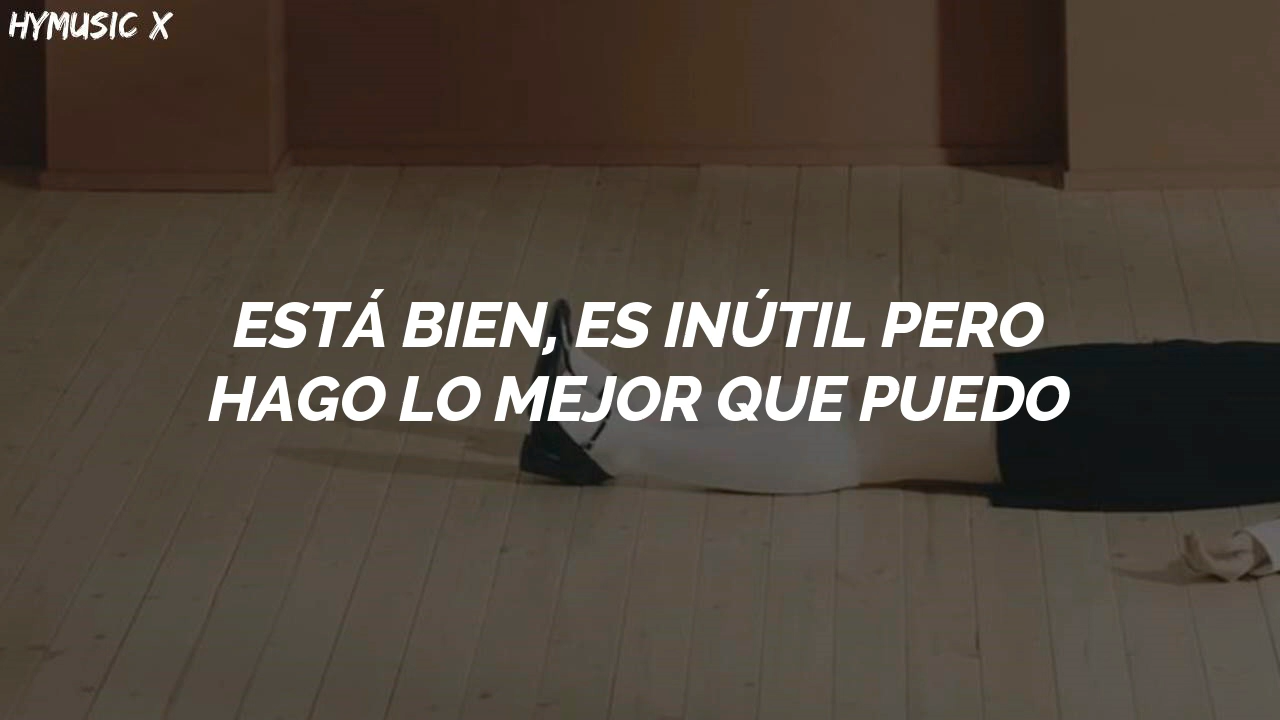 HYMUSIC X
ESTÁ BIEN, ES INÚTIL PERO
HAGO LO MEJOR QUE PUEDO